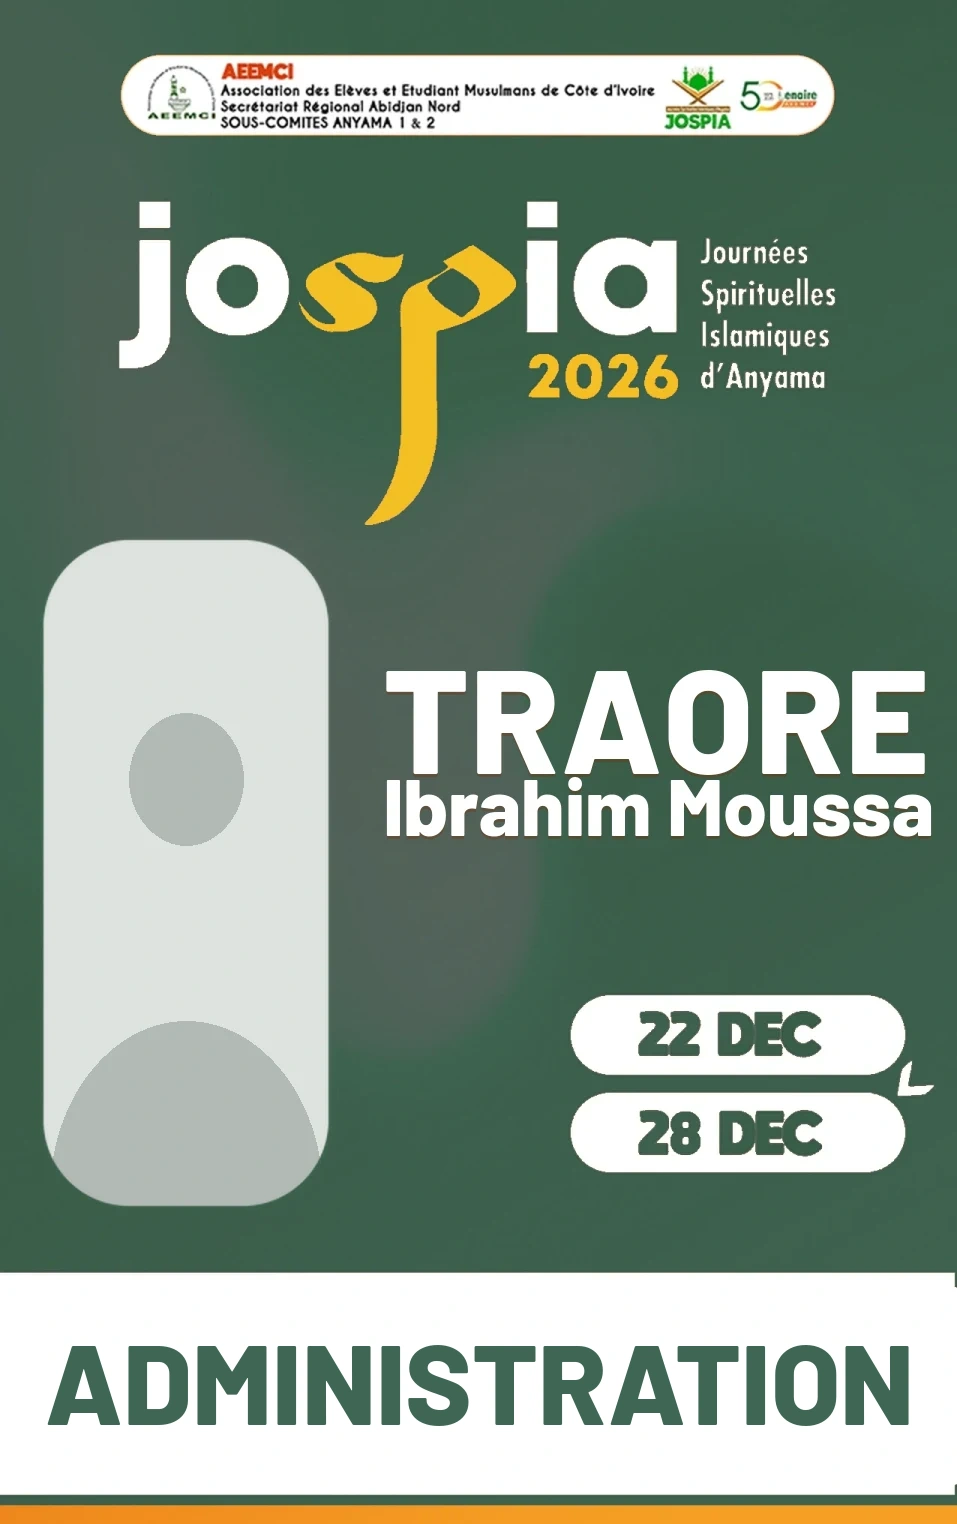 AEEMCI
Association des Elèves et Etudiant Musulmans de Côte d'Ivoire
Secrétariat Régional Abidjan Nord
SOUS-COMITES ANYAMA 1 & 2
AEEMCI
JOSPIA
jospia
2026
Journées
Spirituelles
Islamiques
d'Anyama
TRAORE
Ibrahim Moussa
22 DEC
28 DEC
ADMINISTRATION